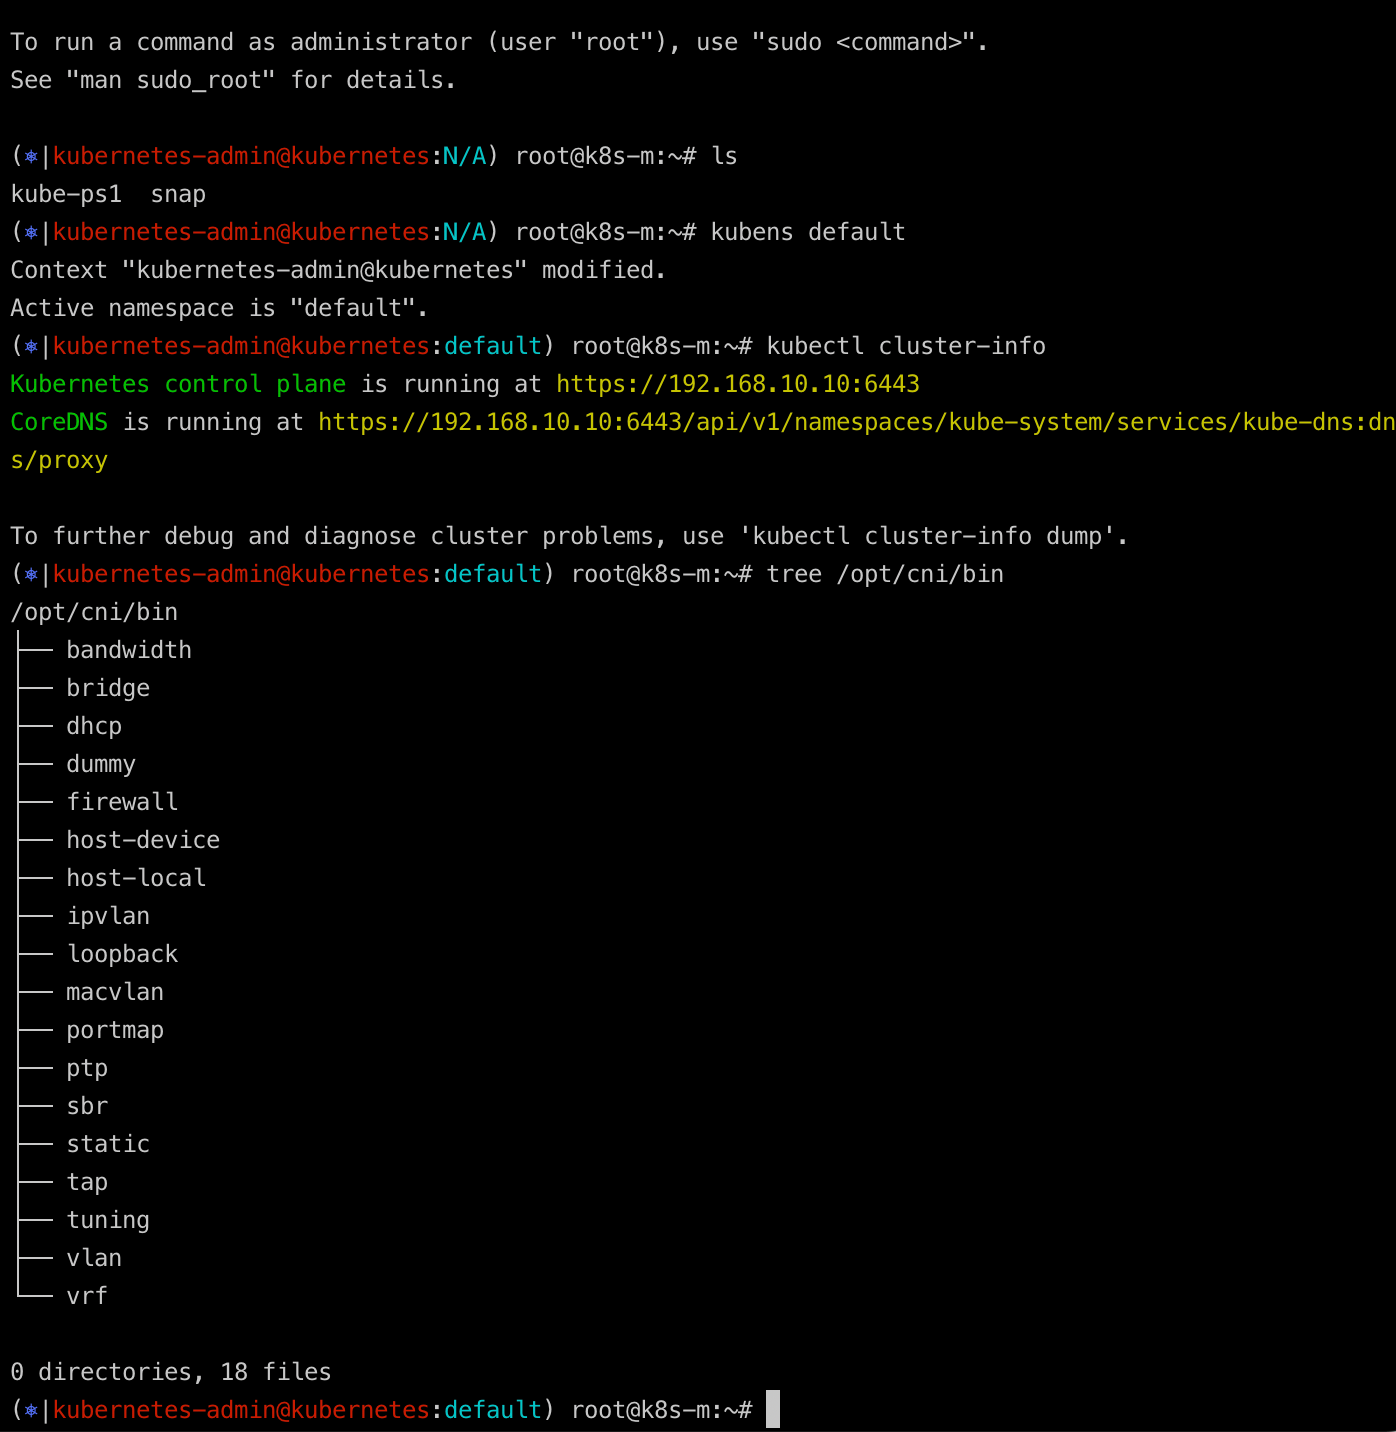 To run a command as administrator (user "root"), use "sudo <command>".
See "man sudo_root" for details.
(⎈|kubernetes-admin@kubernetes:N/A) root@k8s-m:~# ls
kube-ps1  snap
(⎈|kubernetes-admin@kubernetes:N/A) root@k8s-m:~# kubens default
Context "kubernetes-admin@kubernetes" modified.
Active namespace is "default".
(⎈|kubernetes-admin@kubernetes:default) root@k8s-m:~# kubectl cluster-info
Kubernetes control plane is running at https://192.168.10.10:6443
CoreDNS is running at https://192.168.10.10:6443/api/v1/namespaces/kube-system/services/kube-dns:dn
s/proxy
To further debug and diagnose cluster problems, use 'kubectl cluster-info dump'.
(⎈|kubernetes-admin@kubernetes:default) root@k8s-m:~# tree /opt/cni/bin
/opt/cni/bin
├── bandwidth
├── bridge
├── dhcp
├── dummy
├── firewall
├── host-device
├── host-local
├── ipvlan
├── loopback
├── macvlan
├── portmap
├── ptp
├── sbr
├── static
├── tap
├── tuning
├── vlan
└── vrf
0 directories, 18 files
(⎈|kubernetes-admin@kubernetes:default) root@k8s-m:~#